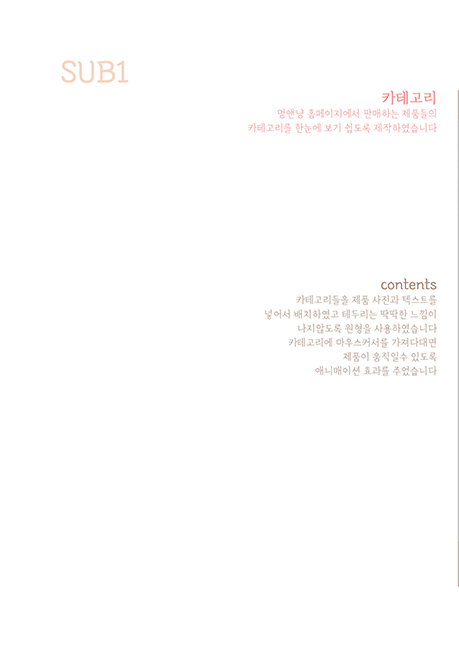 SUB1
카테고리
멍앤냥 홈페이지에서 판매하는 제품들의
카테고리를 한눈에 보기 쉽도록 제작하였습니다
contents
카테고리들을 제품 사진과 텍스트를
넣어서 배치하였고 테두리는 딱딱한 느낌이
나지않도록 원형을 사용하였습니다
카테고리에 마우스커서를 가져다대면
제품이 움직일수 있도록
애니매이션 효과를 주었습니다